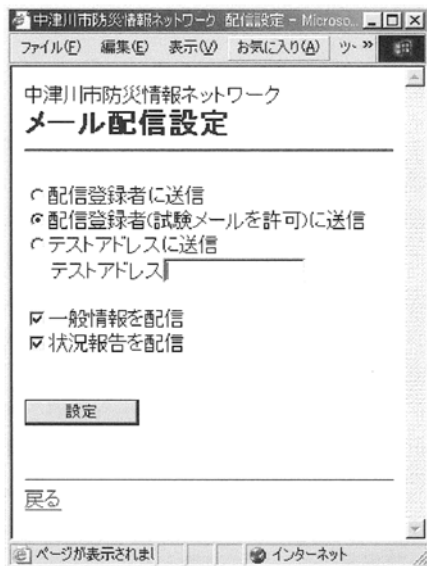 中津川市防災情報ネットワーク 配信設定 - Microso...
ファイル(F) 編集(E) 表示(V) お気に入り(A) ツ- »
中津川市防災情報ネットワーク
メール配信設定
配信登録者に送信
配信登録者(試験メールを許可)に送信
テストアドレスに送信
テストアドレス
一般情報を配信
状況報告を配信
設定
戻る
ページが表示されまし
インターネット